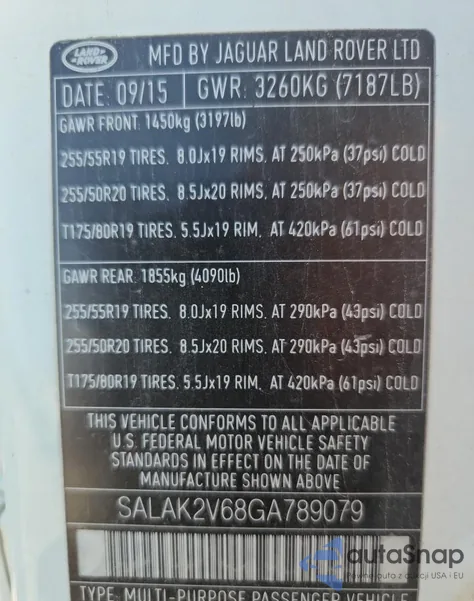 LAND ROVER MFD BY JAGUAR LAND ROVER LTD
DATE: 09/15 GWR: 3260KG (7187LB)
GAWR FRONT: 1450kg (3197lb)
255/55R19 TIRES. 8.0Jx19 RIMS. AT 250kPa (37psi) COLD
255/50R20 TIRES. 8.5Jx20 RIMS. AT 250kPa (37psi) COLD
T175/80R19 TIRES. 5.5Jx19 RIM. AT 420kPa (61psi) COLD
GAWR REAR: 1855kg (4090lb)
255/55R19 TIRES. 8.0Jx19 RIMS. AT 290kPa (43psi) COLD
255/50R20 TIRES. 8.5Jx20 RIMS. AT 290kPa (43psi) COLD
T175/80R19 TIRES. 5.5Jx19 RIM. AT 420kPa (61psi) COLD
THIS VEHICLE CONFORMS TO ALL APPLICABLE
U.S. FEDERAL MOTOR VEHICLE SAFETY
STANDARDS IN EFFECT ON THE DATE OF
MANUFACTURE SHOWN ABOVE
SALAK2V68GA789079
autoSnap
z aukcji USA i EU
TYPE: MULTI-PURPOSE PASSENGER VEHICLE